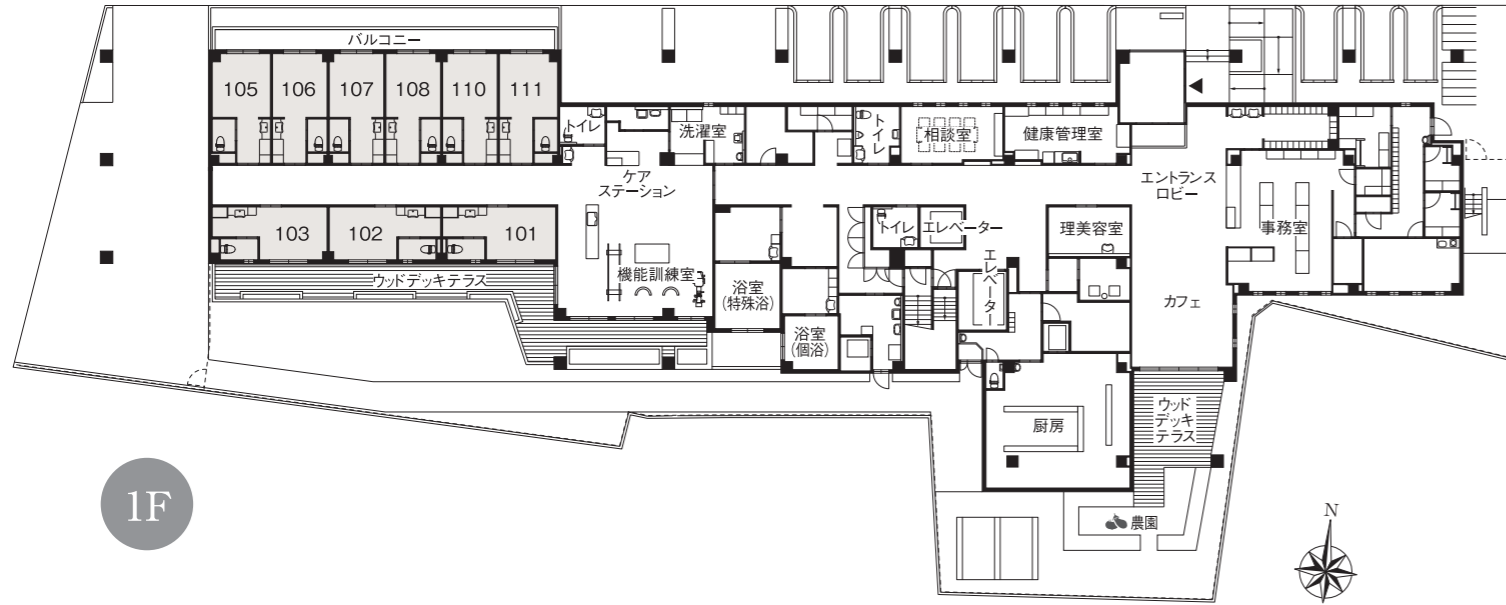 バルコニー
105
106
107
108
110
111
トイレ
洗濯室
トイレ
相談室
健康管理室
ケア
ステーション
エントランス
ロビー
103
102
101
トイレ
エレベーター
理美容室
事務室
ウッドデッキテラス
機能訓練室
浴室
(特殊浴)
エレベーター
カフェ
浴室
(個浴)
厨房
ウッド
デッキ
テラス
農園
1F
N